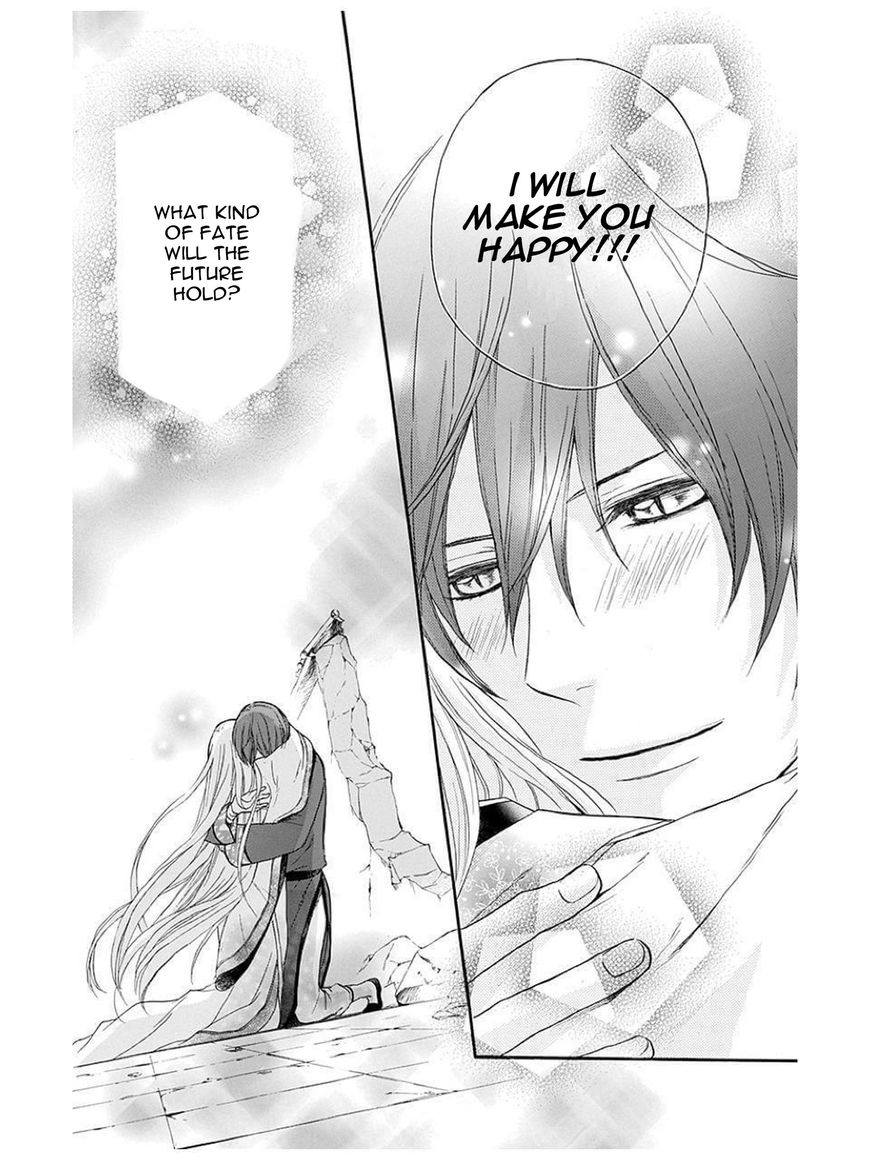 I WILL
MAKE YOU
HAPPY!!!
WHAT KIND
OF FATE
WILL THE
FUTURE
HOLD?